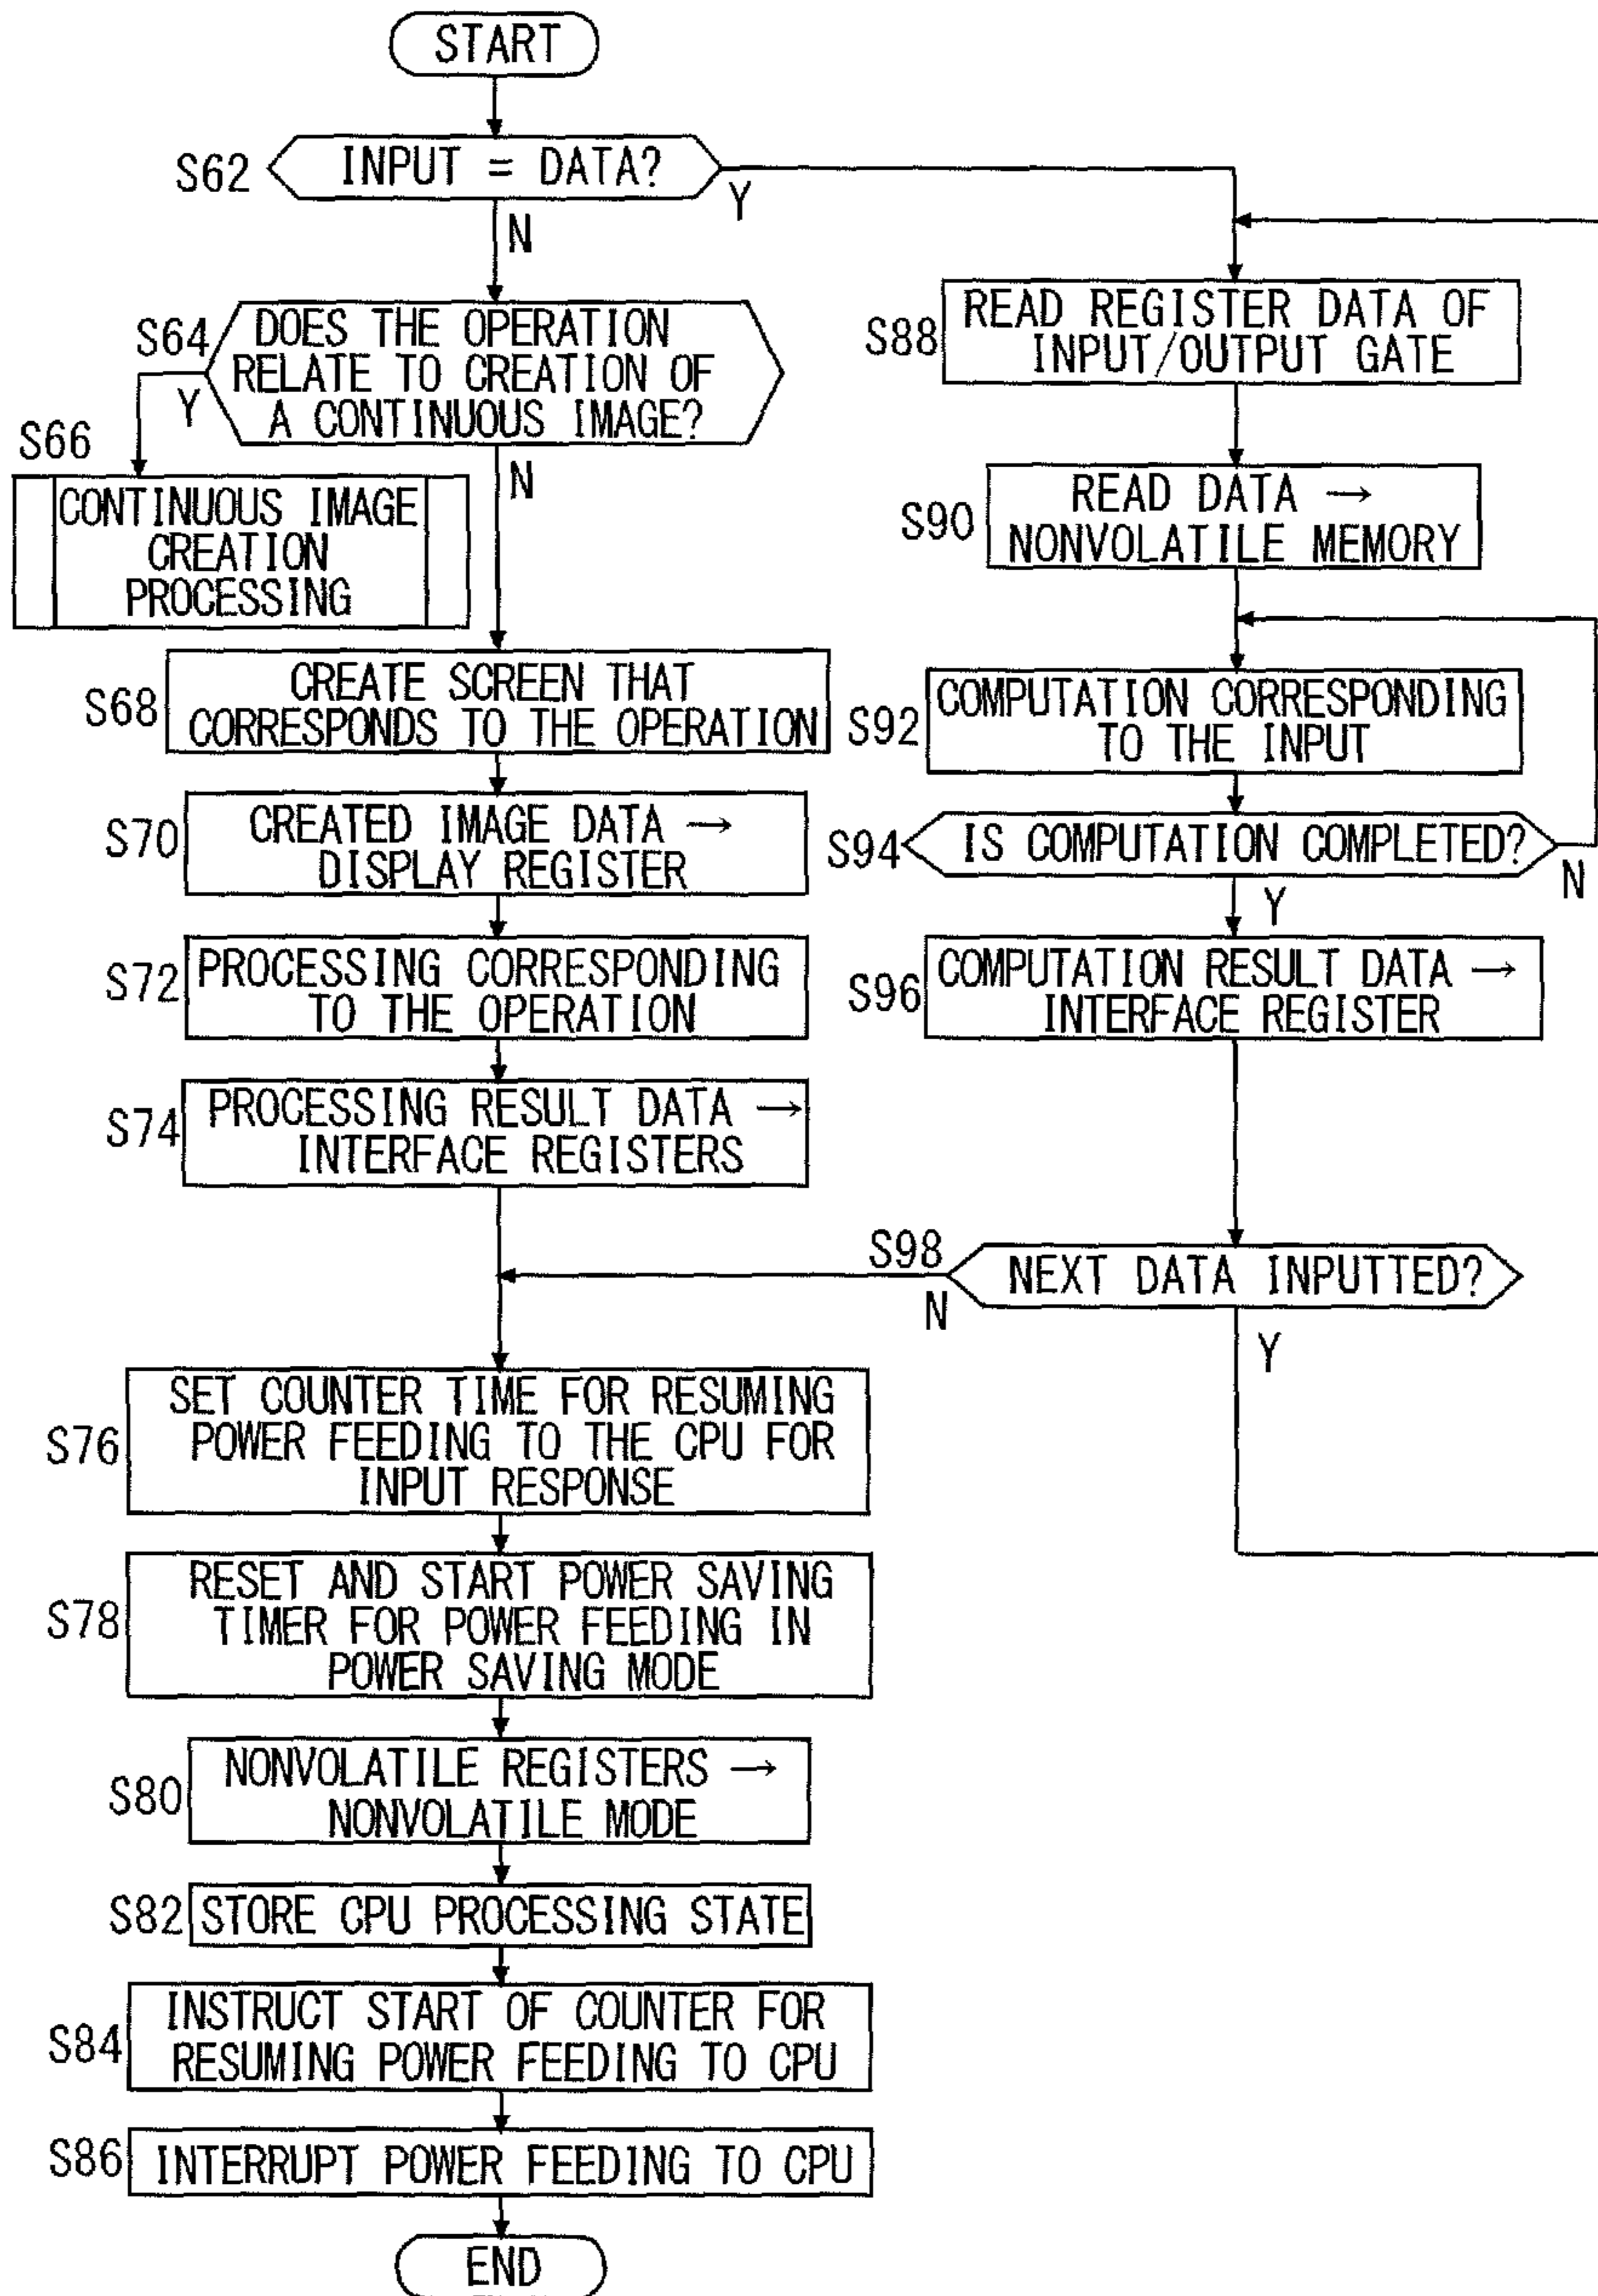 START
S62
INPUT = DATA?
Y
N
S64
DOES THE OPERATION
RELATE TO CREATION OF
A CONTINUOUS IMAGE?
Y
N
S66
CONTINUOUS IMAGE
CREATION
PROCESSING
S68
CREATE SCREEN THAT
CORRESPONDS TO THE OPERATION
S70
CREATED IMAGE DATA →
DISPLAY REGISTER
S72
PROCESSING CORRESPONDING
TO THE OPERATION
S74
PROCESSING RESULT DATA →
INTERFACE REGISTERS
S88
READ REGISTER DATA OF
INPUT/OUTPUT GATE
S90
READ DATA →
NONVOLATILE MEMORY
S92
COMPUTATION CORRESPONDING
TO THE INPUT
S94
IS COMPUTATION COMPLETED?
N
Y
S96
COMPUTATION RESULT DATA →
INTERFACE REGISTER
S98
NEXT DATA INPUTTED?
N
Y
S76
SET COUNTER TIME FOR RESUMING
POWER FEEDING TO THE CPU FOR
INPUT RESPONSE
S78
RESET AND START POWER SAVING
TIMER FOR POWER FEEDING IN
POWER SAVING MODE
S80
NONVOLATILE REGISTERS →
NONVOLATILE MODE
S82
STORE CPU PROCESSING STATE
S84
INSTRUCT START OF COUNTER FOR
RESUMING POWER FEEDING TO CPU
S86
INTERRUPT POWER FEEDING TO CPU
END